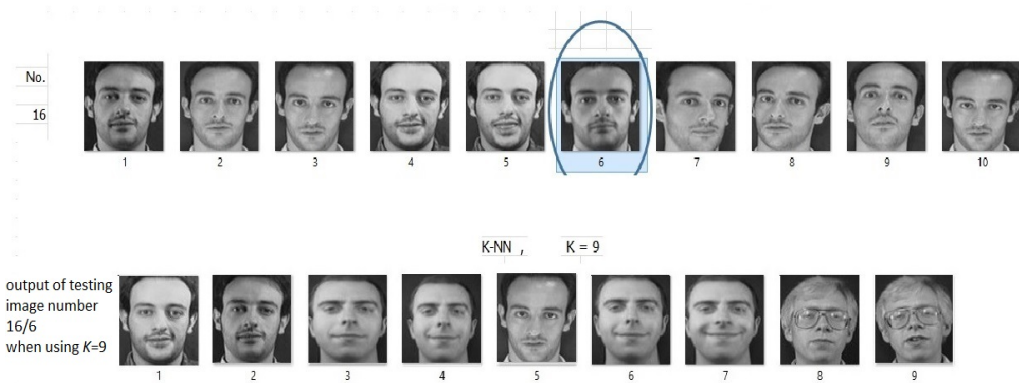 No.
16
1 2 3 4 5 6 7 8 9 10
K-NN , K = 9
output of testing
image number
16/6
when using K=9
1 2 3 4 5 6 7 8 9